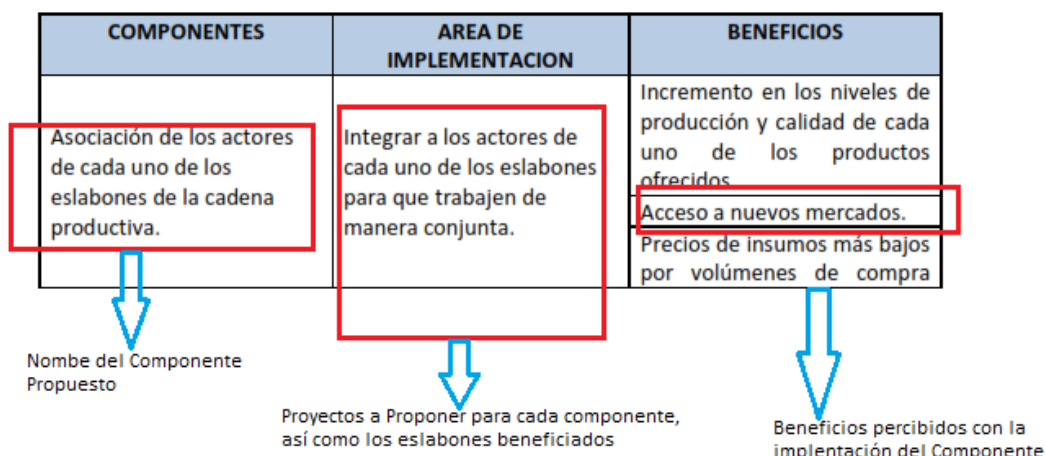 COMPONENTES
AREA DE
IMPLEMENTACION
BENEFICIOS
Asociación de los actores
de cada uno de los
eslabones de la cadena
productiva.
Integrar a los actores de
cada uno de los eslabones
para que trabajen de
manera conjunta.
Incremento en los niveles de
producción y calidad de cada
uno de los productos
ofrecidos
Acceso a nuevos mercados.
Precios de insumos más bajos
por volúmenes de compra
Nombe del Componente
Propuesto
Proyectos a Proponer para cada componente,
así como los eslabones beneficiados
Beneficios percibidos con la
implentación del Componente